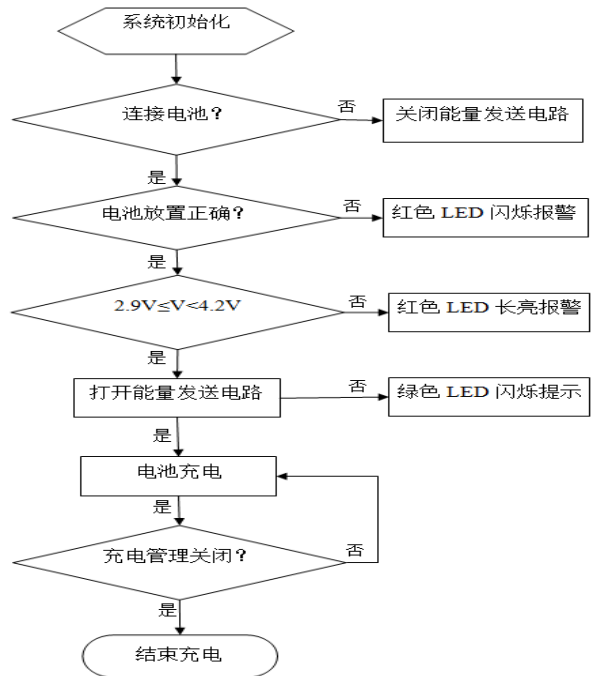 系统初始化
连接电池?
否
关闭能量发送电路
是
电池放置正确?
否
红色 LED 闪烁报警
是
2.9V≤V<4.2V
否
红色 LED 长亮报警
是
打开能量发送电路
否
绿色 LED 闪烁提示
是
电池充电
是
充电管理关闭?
否
是
结束充电